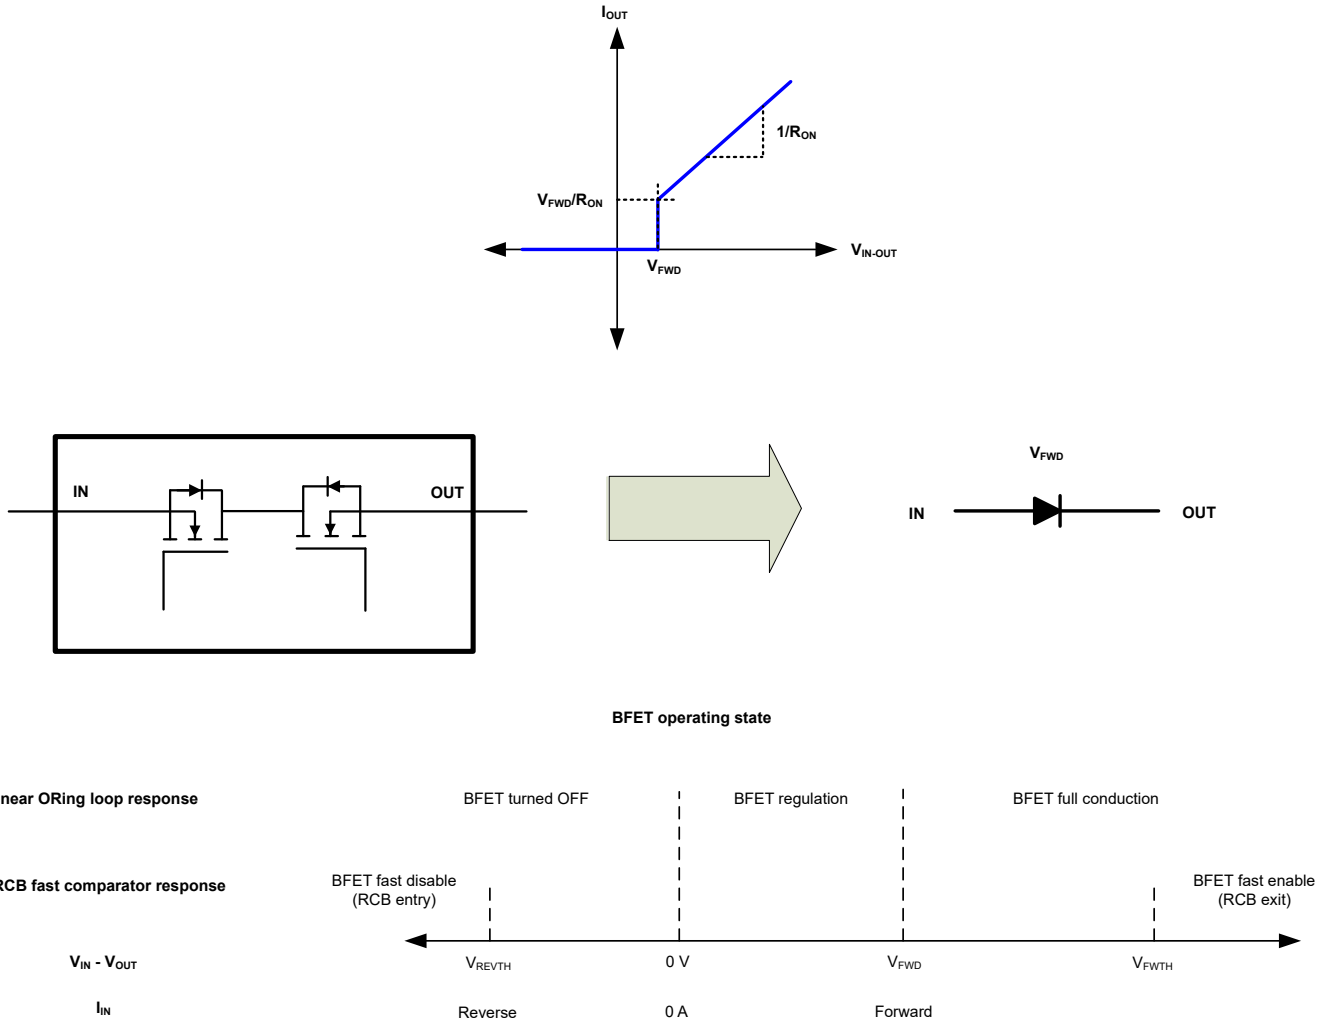 IOUT
1/RON
VFWD/RON
VIN-OUT
VFWD
VFWD
IN
OUT
IN
OUT
BFET operating state
near ORing loop response
BFET turned OFF
BFET regulation
BFET full conduction
RCB fast comparator response
BFET fast disable
(RCB entry)
BFET fast enable
(RCB exit)
VIN - VOUT
VREVTH
0 V
VFWD
VFWTH
IIN
Reverse
0 A
Forward